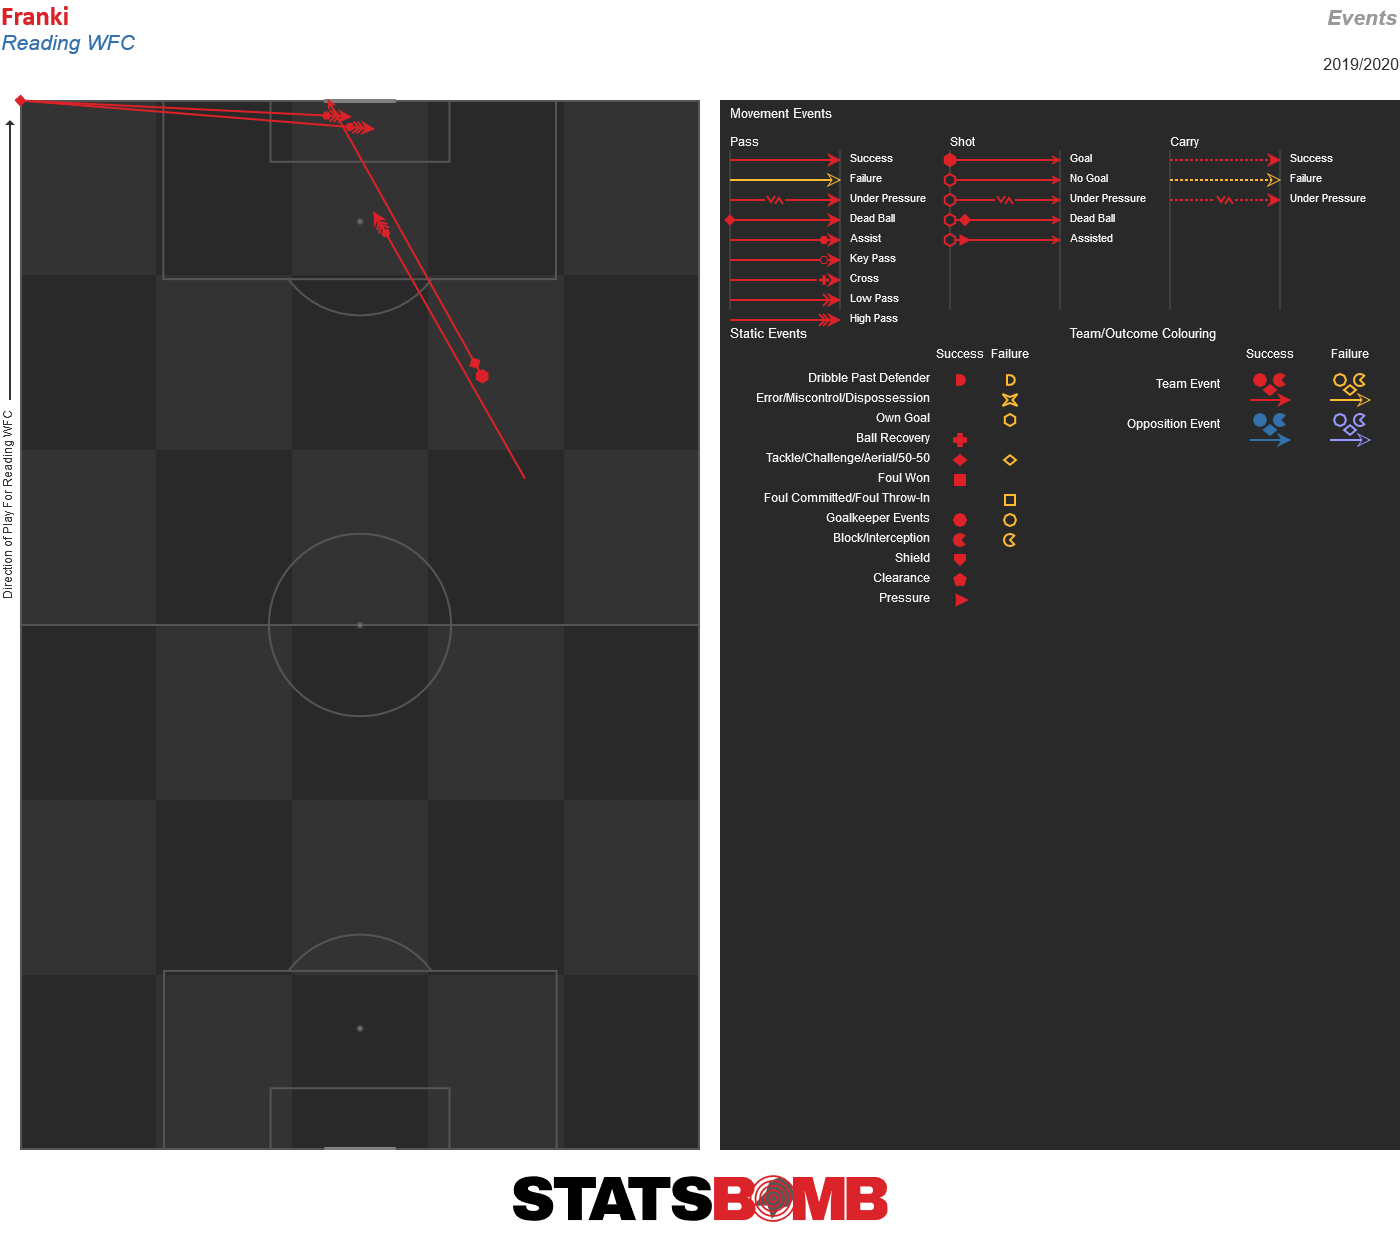 Franki
Events
Reading WFC
2019/2020
Direction of Play For Reading WFC
Movement Events
Pass
Shot
Carry
Success
Goal
Success
Failure
No Goal
Failure
Under Pressure
Under Pressure
Under Pressure
Dead Ball
Dead Ball
Assist
Assisted
Key Pass
Cross
Low Pass
High Pass
Static Events
Team/Outcome Colouring
Success Failure
Success Failure
Dribble Past Defender
Team Event
Error/Miscontrol/Dispossession
Own Goal
Opposition Event
Ball Recovery
Tackle/Challenge/Aerial/50-50
Foul Won
Foul Committed/Foul Throw-In
Goalkeeper Events
Block/Interception
Shield
Clearance
Pressure
STATSBOMB